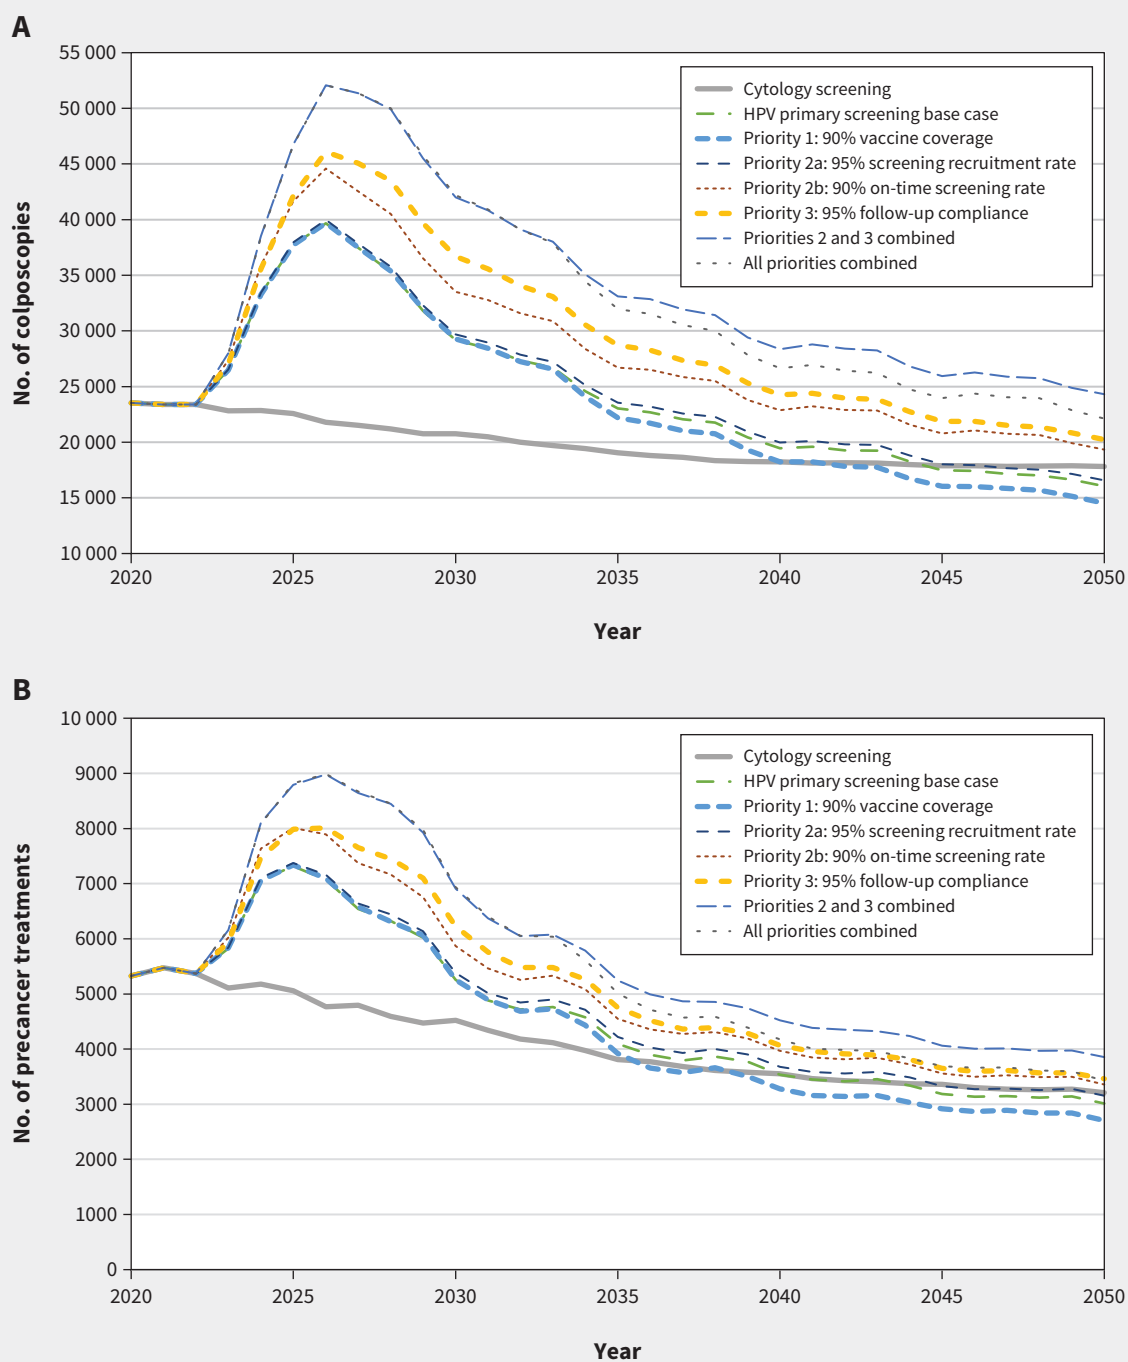 A
55 000
50 000
45 000
40 000
35 000
30 000
25 000
20 000
15 000
10 000
No. of colposcopies
Cytology screening
HPV primary screening base case
Priority 1: 90% vaccine coverage
Priority 2a: 95% screening recruitment rate
Priority 2b: 90% on-time screening rate
Priority 3: 95% follow-up compliance
Priorities 2 and 3 combined
All priorities combined
2020 2025 2030 2035 2040 2045 2050
Year
B
10 000
9000
8000
7000
6000
5000
4000
3000
2000
1000
0
No. of precancer treatments
Cytology screening
HPV primary screening base case
Priority 1: 90% vaccine coverage
Priority 2a: 95% screening recruitment rate
Priority 2b: 90% on-time screening rate
Priority 3: 95% follow-up compliance
Priorities 2 and 3 combined
All priorities combined
2020 2025 2030 2035 2040 2045 2050
Year